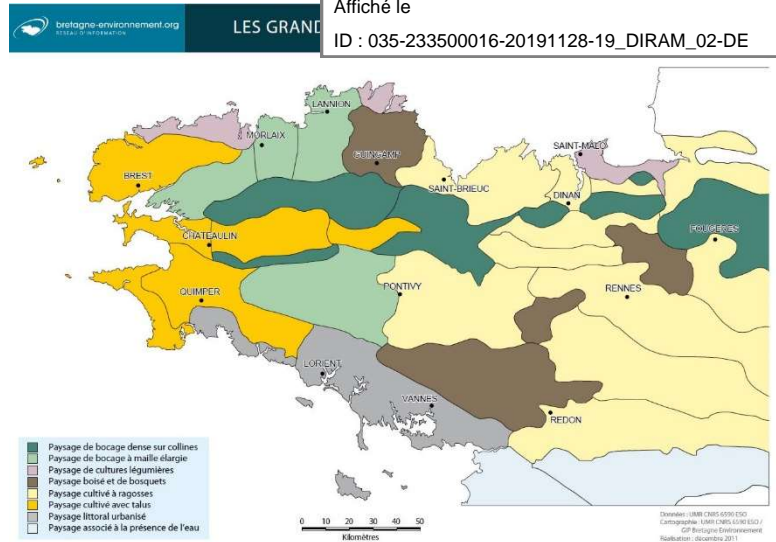 Affiché le
bretagne-environnement.org
RÉSEAU D'INFORMATION
LES GRAND
ID : 035-233500016-20191128-19_DIRAM_02-DE
LANNION
MORLAIX
GUINGAMP
SAINT-MALO
BREST
SAINT-BRIEUC
DINAN
FOUGERES
CHATEAULIN
QUIMPER
PONTIVY
RENNES
LORIENT
VANNES
REDON
Paysage de bocage dense sur collines
Paysage de bocage à maille élargie
Paysage de cultures légumières
Paysage boisé et de bosquets
Paysage cultivé à ragosses
Paysage cultivé avec talus
Paysage littoral urbanisé
Paysage associé à la présence de l'eau
0 10 20 30 40 50
Kilomètres
Données : UMR CNRS 6590 ESO
Cartographie : UMR CNRS 6590 ESO /
GIP Bretagne Environnement
Réalisation : décembre 2011